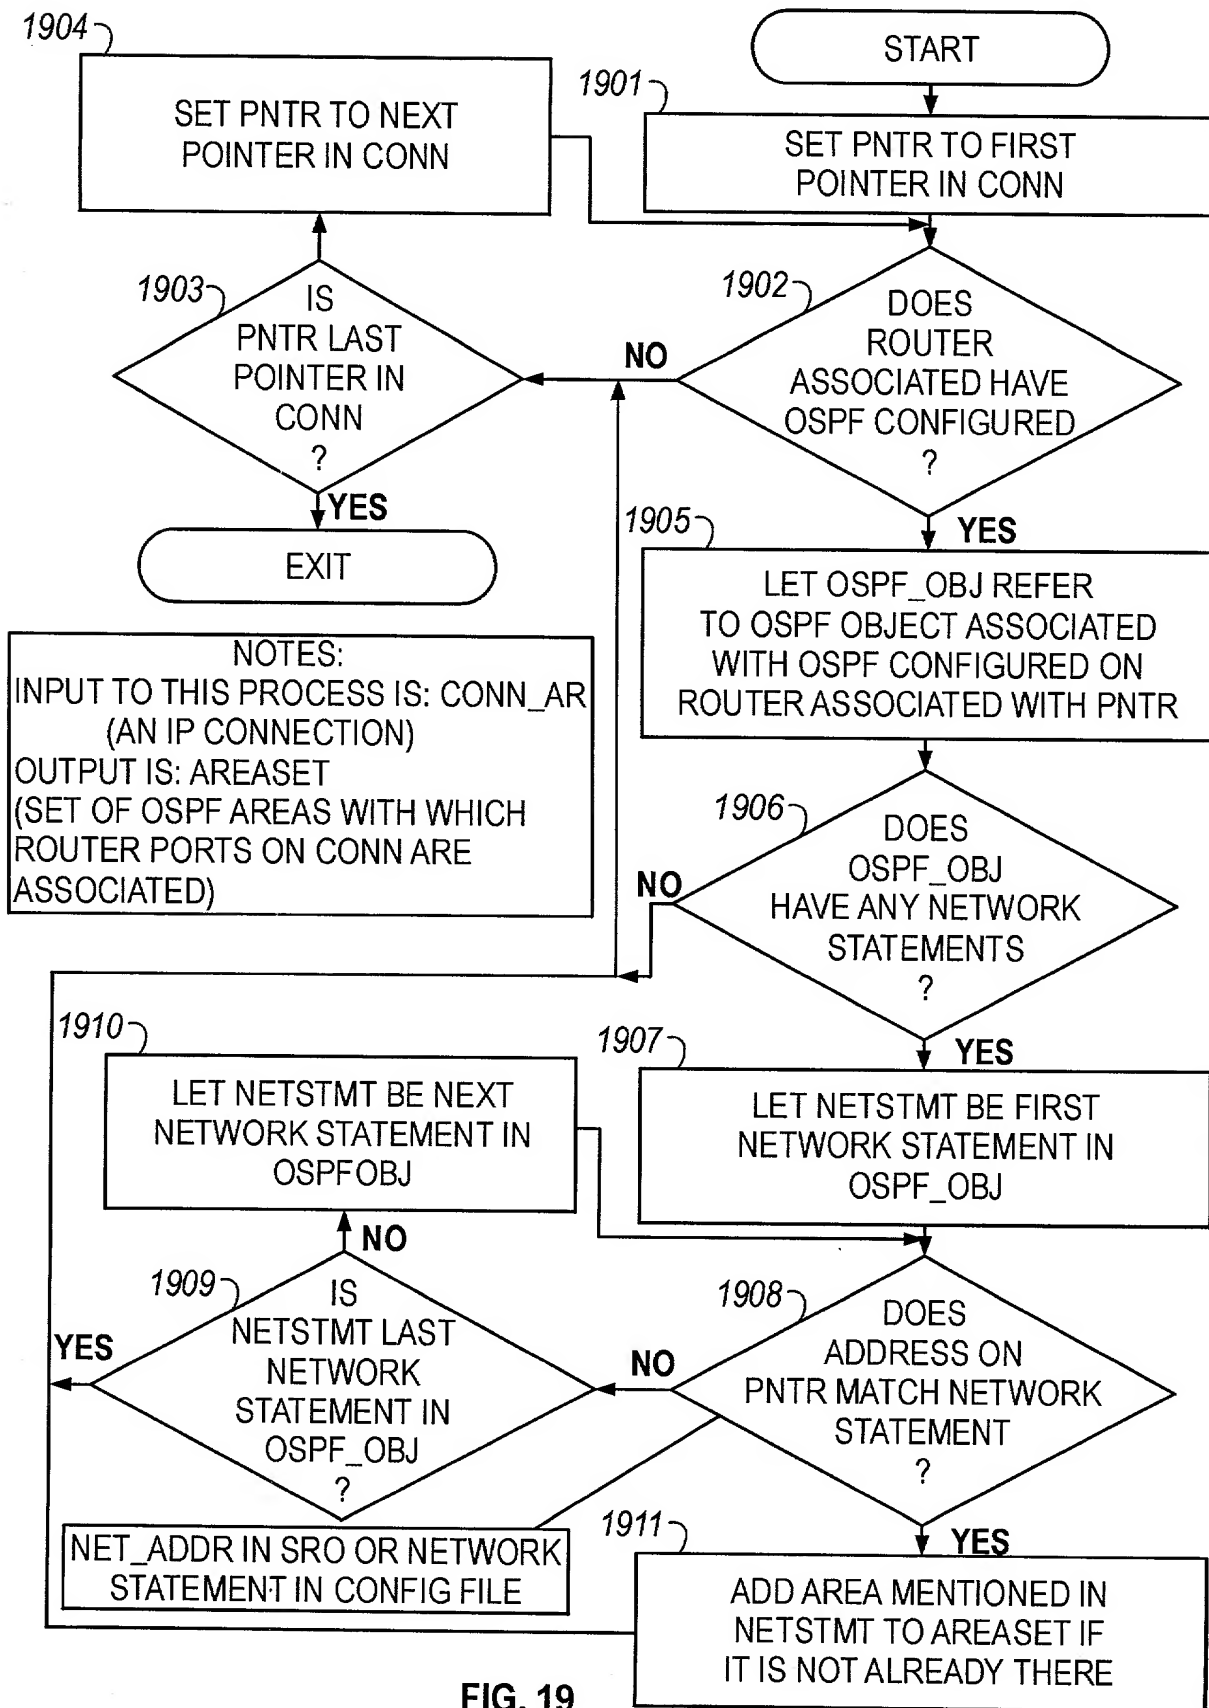 1904
START
1901
SET PNTR TO NEXT
POINTER IN CONN
SET PNTR TO FIRST
POINTER IN CONN
1903
IS
PNTR LAST
POINTER IN
CONN
?
1902
DOES
ROUTER
ASSOCIATED HAVE
OSPF CONFIGURED
?
NO
YES
EXIT
YES
1905
LET OSPF_OBJ REFER
TO OSPF OBJECT ASSOCIATED
WITH OSPF CONFIGURED ON
ROUTER ASSOCIATED WITH PNTR
NOTES:
INPUT TO THIS PROCESS IS: CONN_AR
(AN IP CONNECTION)
OUTPUT IS: AREASET
(SET OF OSPF AREAS WITH WHICH
ROUTER PORTS ON CONN ARE
ASSOCIATED)
1906
DOES
OSPF_OBJ
HAVE ANY NETWORK
STATEMENTS
?
NO
YES
1910
LET NETSTMT BE NEXT
NETWORK STATEMENT IN
OSPFOBJ
1907
LET NETSTMT BE FIRST
NETWORK STATEMENT IN
OSPF_OBJ
NO
1909
IS
NETSTMT LAST
NETWORK
STATEMENT IN
OSPF_OBJ
?
YES
NO
1908
DOES
ADDRESS ON
PNTR MATCH NETWORK
STATEMENT
?
YES
NET_ADDR IN SRO OR NETWORK
STATEMENT IN CONFIG FILE
1911
ADD AREA MENTIONED IN
NETSTMT TO AREASET IF
IT IS NOT ALREADY THERE
FIG. 19